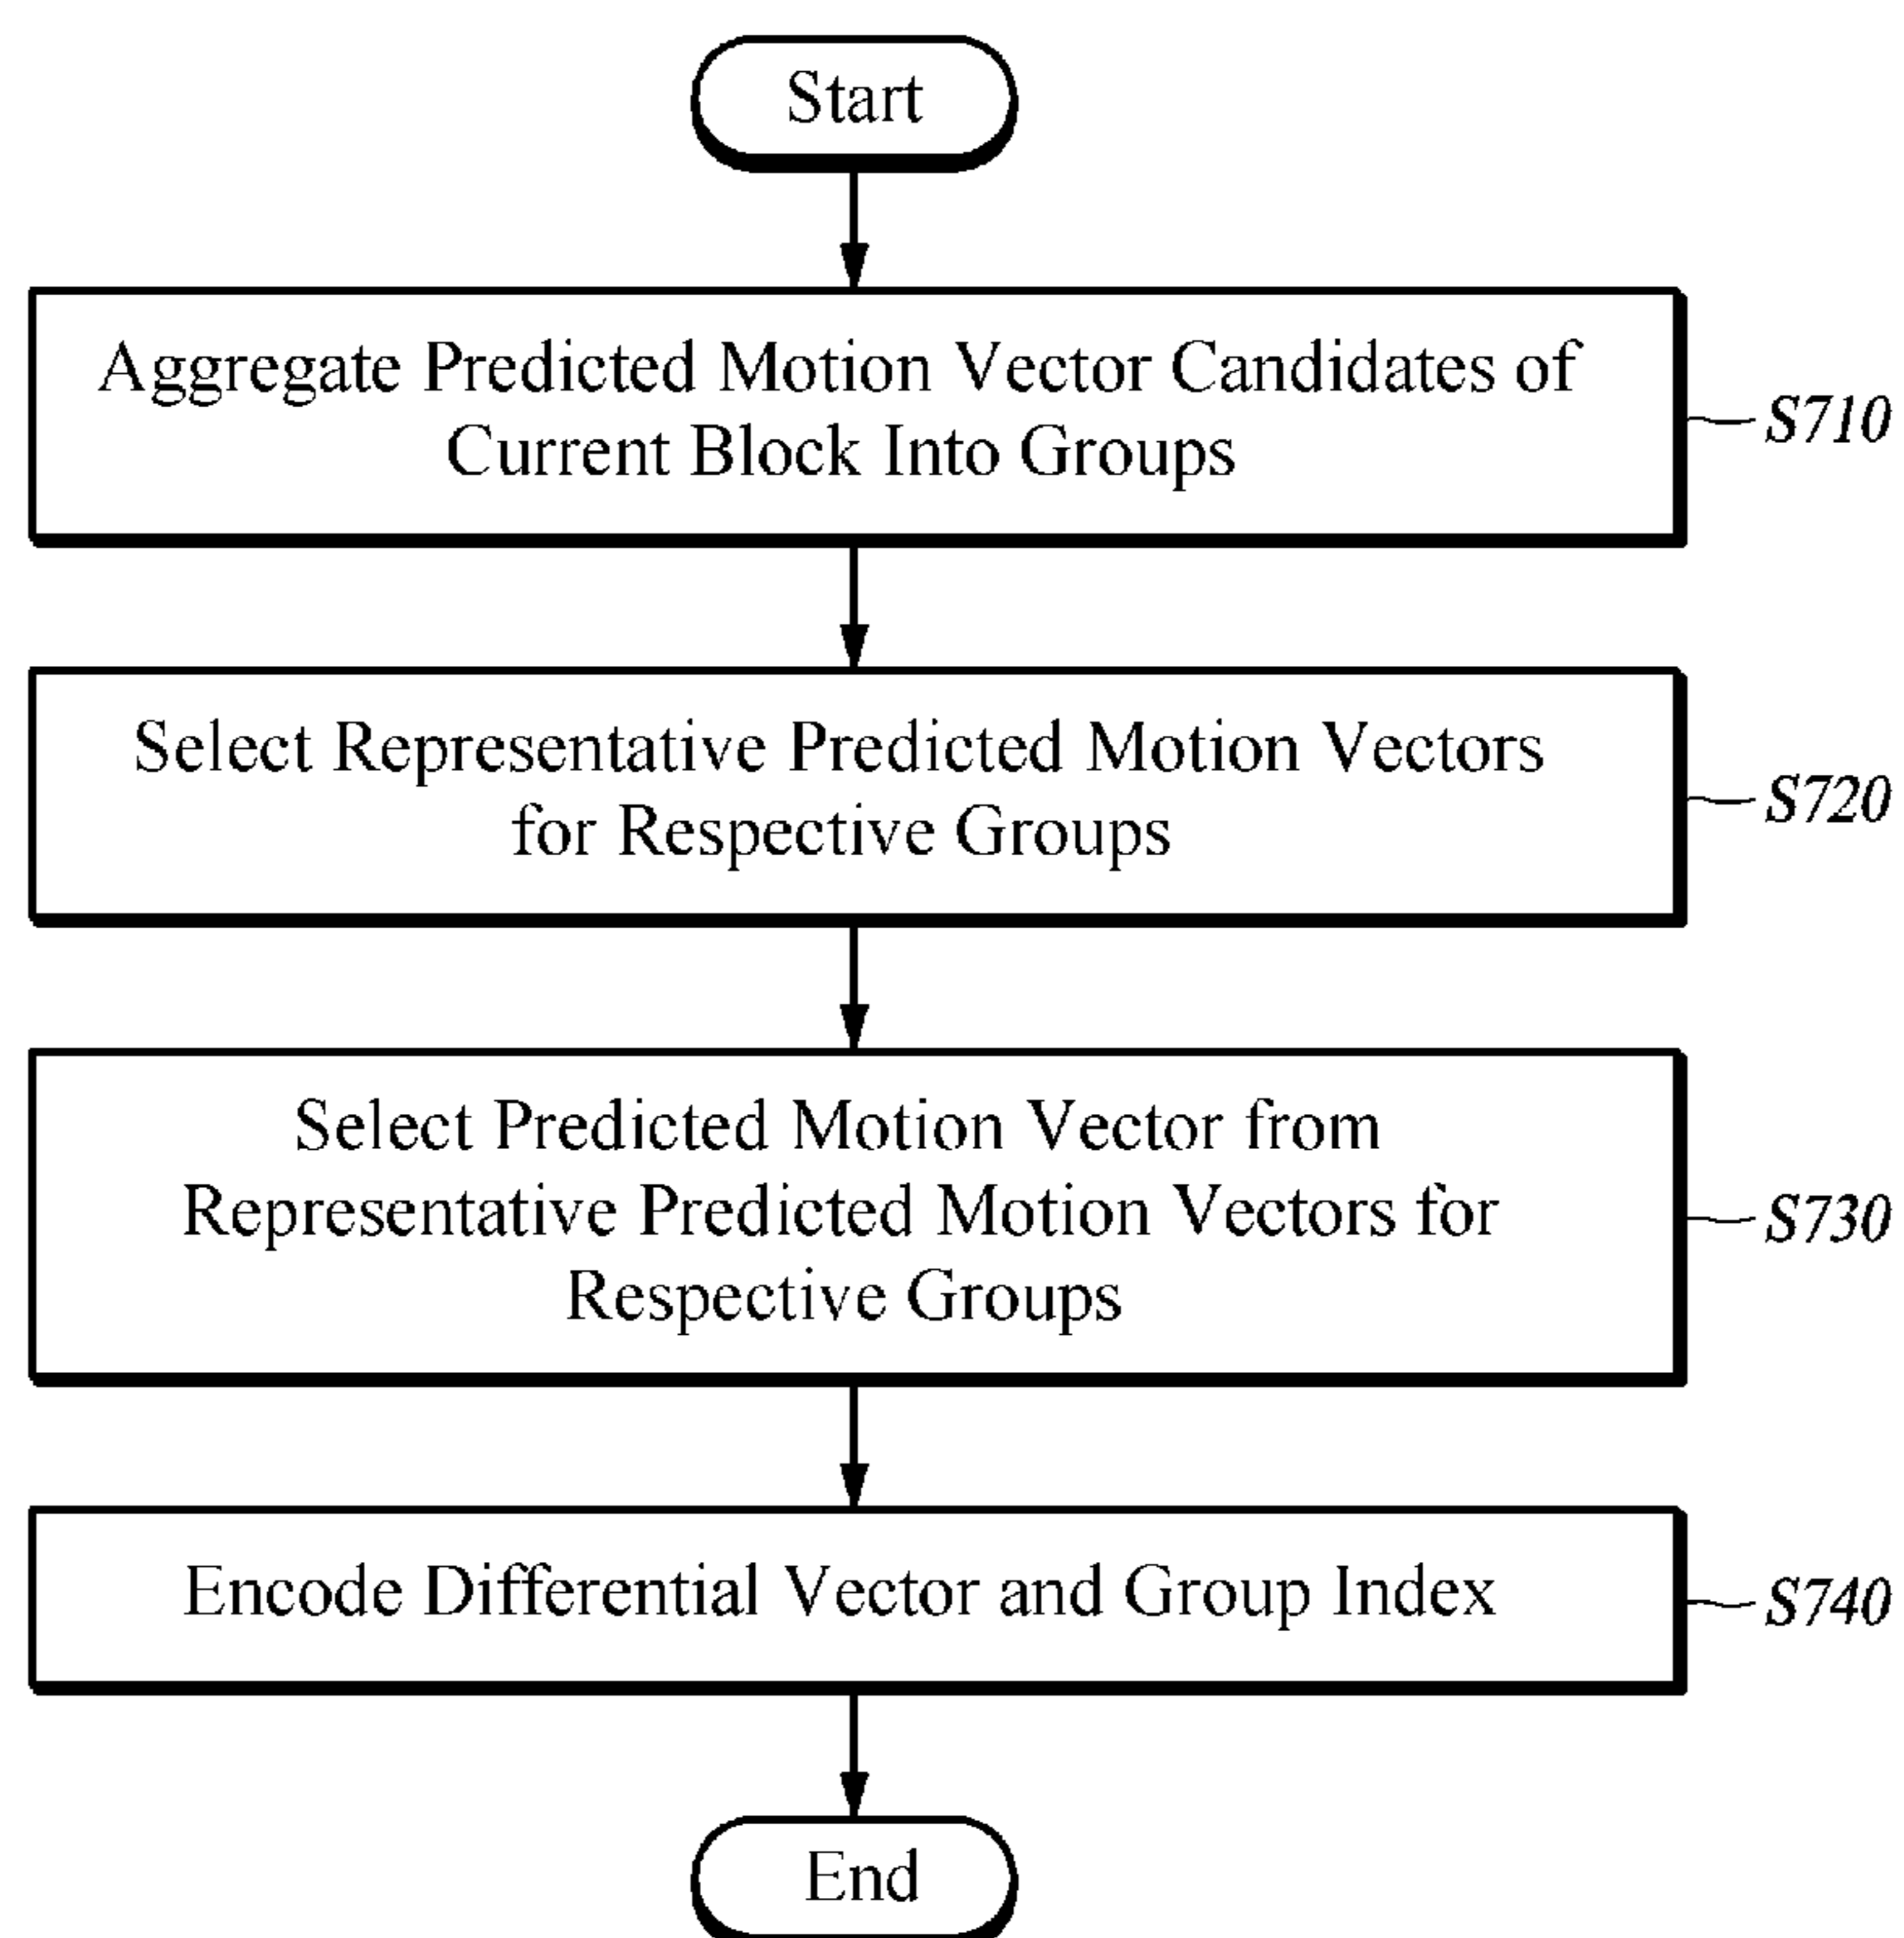 Start
Aggregate Predicted Motion Vector Candidates of
Current Block Into Groups
S710
Select Representative Predicted Motion Vectors
for Respective Groups
S720
Select Predicted Motion Vector from
Representative Predicted Motion Vectors for
Respective Groups
S730
Encode Differential Vector and Group Index
S740
End